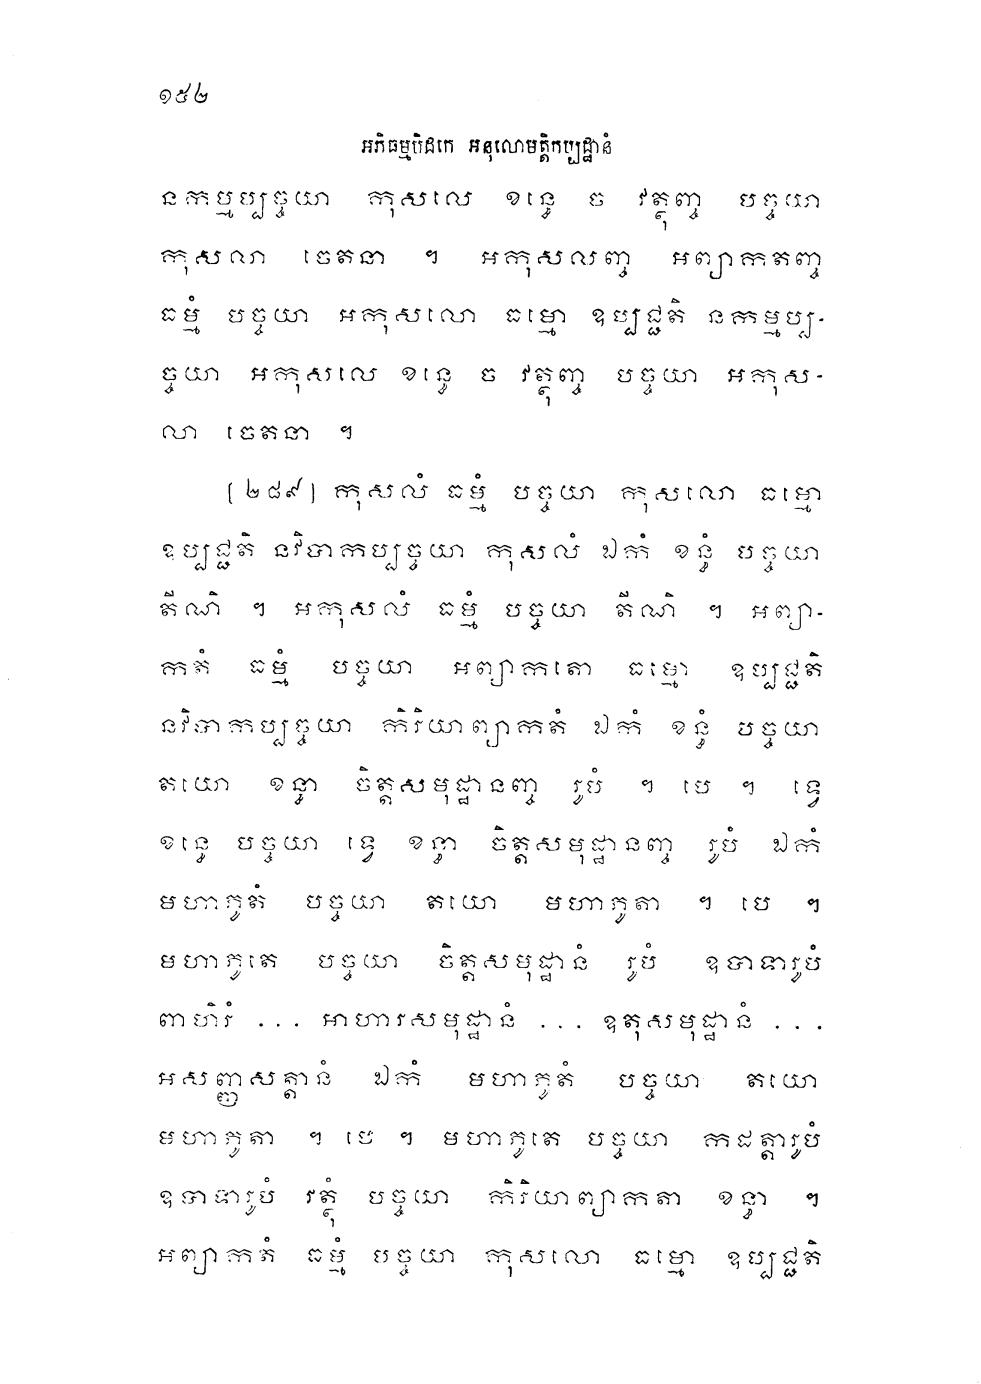 ១៥២
អភិធម្មបិដកេ អនុលោមត្តិកប្បដ្ឋានំ
នកម្មប្បច្ចយា កុសលេ ខន្ធេ ច វត្ថុញ្ច បច្ចយា
កុសលា ចេតនា ។ អកុសលញ្ច អព្យាកតញ្ច
ធម្មំ បច្ចយា អកុសលោ ធម្មោ ឧប្បជ្ជតិ នកម្មប្ប-
ច្ចយា អកុសលេ ខន្ធេ ច វត្ថុញ្ច បច្ចយា អកុស-
លា ចេតនា ។
(២៨៩) កុសលំ ធម្មំ បច្ចយា កុសលោ ធម្មោ
ឧប្បជ្ជតិ នវិបាកប្បច្ចយា កុសលំ ឯកំ ខន្ធំ បច្ចយា
តីណិ ។ អកុសលំ ធម្មំ បច្ចយា តីណិ ។ អព្យា-
កតំ ធម្មំ បច្ចយា អព្យាកតោ ធម្មោ ឧប្បជ្ជតិ
នវិបាកប្បច្ចយា កិរិយាព្យាកតំ ឯកំ ខន្ធំ បច្ចយា
តយោ ខន្ធា ចិត្តសមុដ្ឋានញ្ច រូបំ ។ បេ ។ ទ្វេ
ខន្ធេ បច្ចយា ទ្វេ ខន្ធា ចិត្តសមុដ្ឋានញ្ច រូបំ ឯកំ
មហាភូតំ បច្ចយា តយោ មហាភូតា ។ បេ ។
មហាភូតេ បច្ចយា ចិត្តសមុដ្ឋានំ រូបំ ឧបាទារូបំ
ពាហិរំ ... អាហារសមុដ្ឋានំ ... ឧតុសមុដ្ឋានំ ...
អសញ្ញសត្តានំ ឯកំ មហាភូតំ បច្ចយា តយោ
មហាភូតា ។ បេ ។ មហាភូតេ បច្ចយា កដត្តារូបំ
ឧបាទារូបំ វត្ថុំ បច្ចយា កិរិយាព្យាកតា ខន្ធា ។
អព្យាកតំ ធម្មំ បច្ចយា កុសលោ ធម្មោ ឧប្បជ្ជតិ